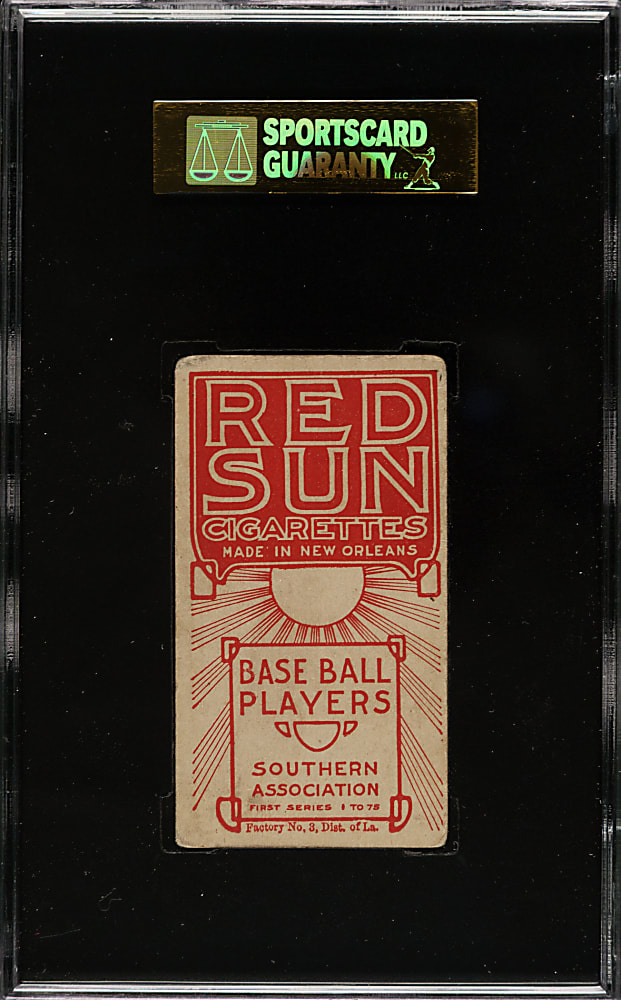 SPORTSCARD
GUARANTY LLC
RED
SUN
CIGARETTES
MADE IN NEW ORLEANS
BASE BALL
PLAYERS
SOUTHERN
ASSOCIATION
FIRST SERIES 1 TO 75
Factory No, 3, Dist. of La.